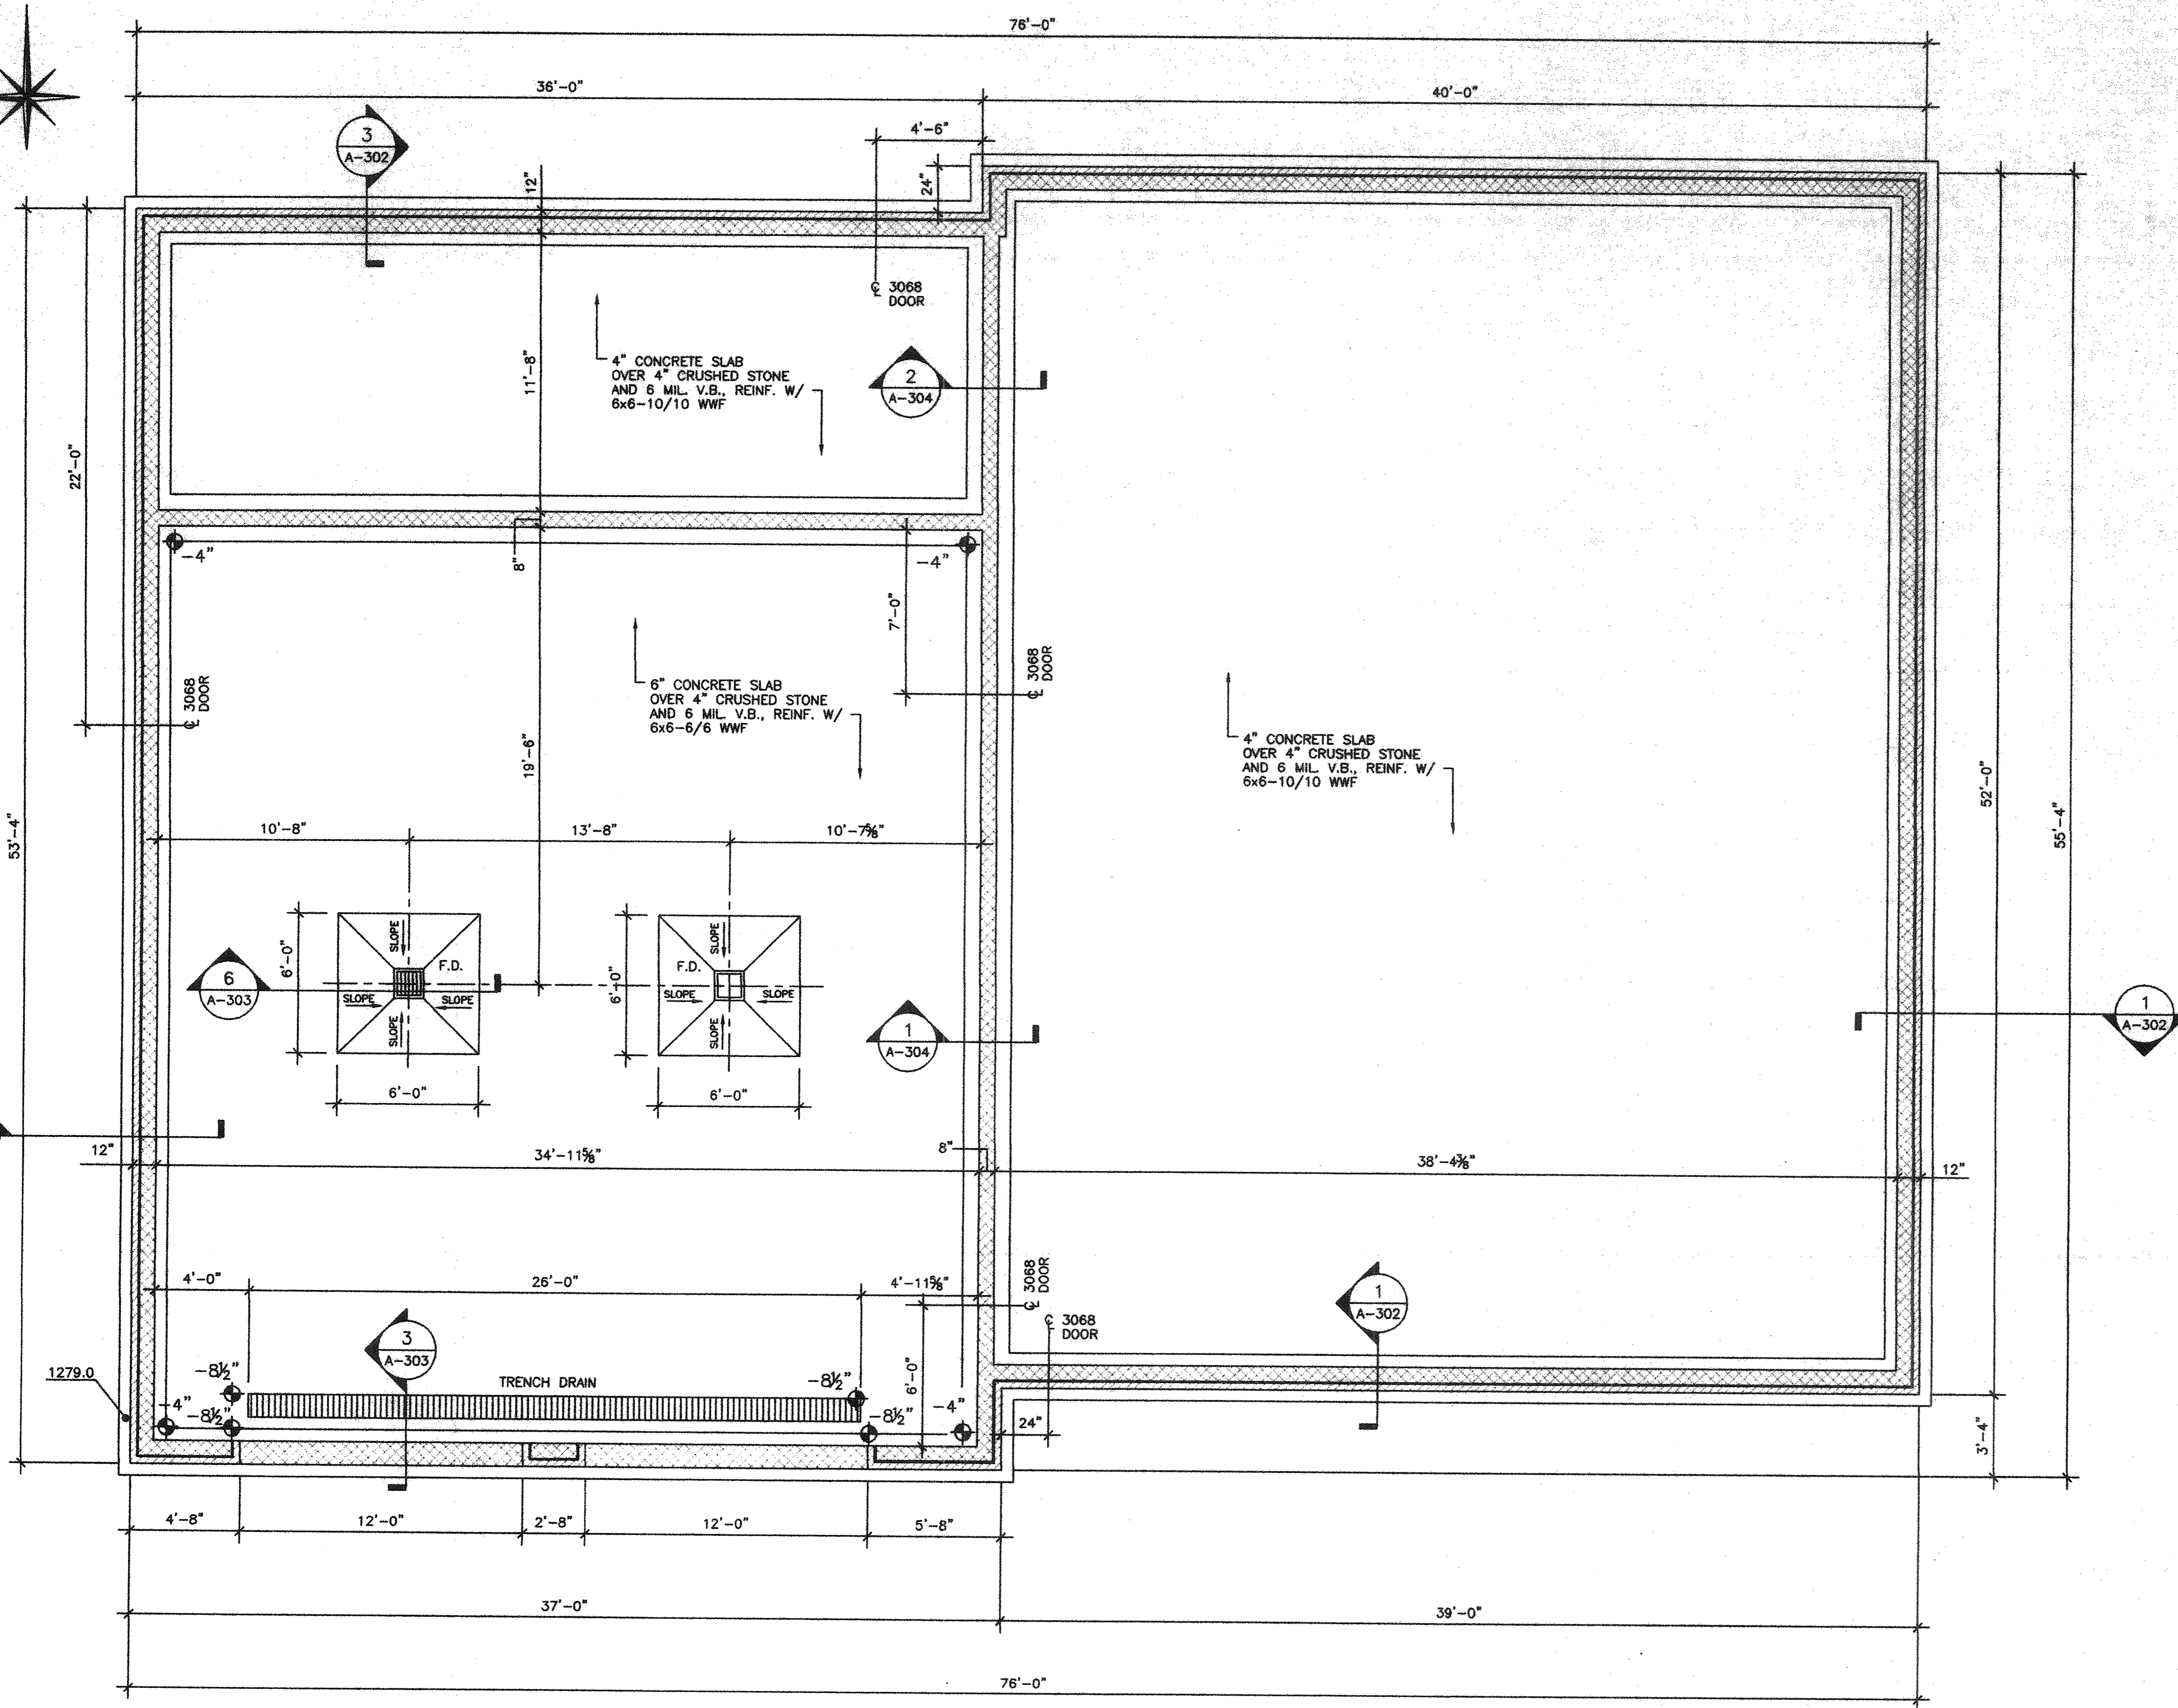 76'-0"
36'-0"
40'-0"
4'-6"
3
A-302
12"
24"
℄ 3068
DOOR
4" CONCRETE SLAB
OVER 4" CRUSHED STONE
AND 6 MIL. V.B., REINF. W/
6x6-10/10 WWF
11'-8"
2
A-304
22'-0"
8"
-4"
-4"
7'-0"
℄ 3068
DOOR
℄ 3068
DOOR
6" CONCRETE SLAB
OVER 4" CRUSHED STONE
AND 6 MIL. V.B., REINF. W/
6x6-6/6 WWF
19'-6"
4" CONCRETE SLAB
OVER 4" CRUSHED STONE
AND 6 MIL. V.B., REINF. W/
6x6-10/10 WWF
53'-4"
52'-0"
55'-4"
10'-8"
13'-8"
10'-7⅝"
6'-0"
SLOPE
F.D.
SLOPE
SLOPE
SLOPE
6'-0"
6'-0"
SLOPE
F.D.
SLOPE
SLOPE
SLOPE
6'-0"
6
A-303
1
A-304
1
A-302
12"
34'-11⅝"
8"
38'-4⅜"
12"
4'-0"
26'-0"
4'-11⅝"
℄ 3068
DOOR
℄ 3068
DOOR
1
A-302
3
A-303
6'-0"
1279.0
-8½"
TRENCH DRAIN
-8½"
-4"
-8½"
-8½"
-4"
24"
3'-4"
4'-8"
12'-0"
2'-8"
12'-0"
5'-8"
37'-0"
39'-0"
76'-0"